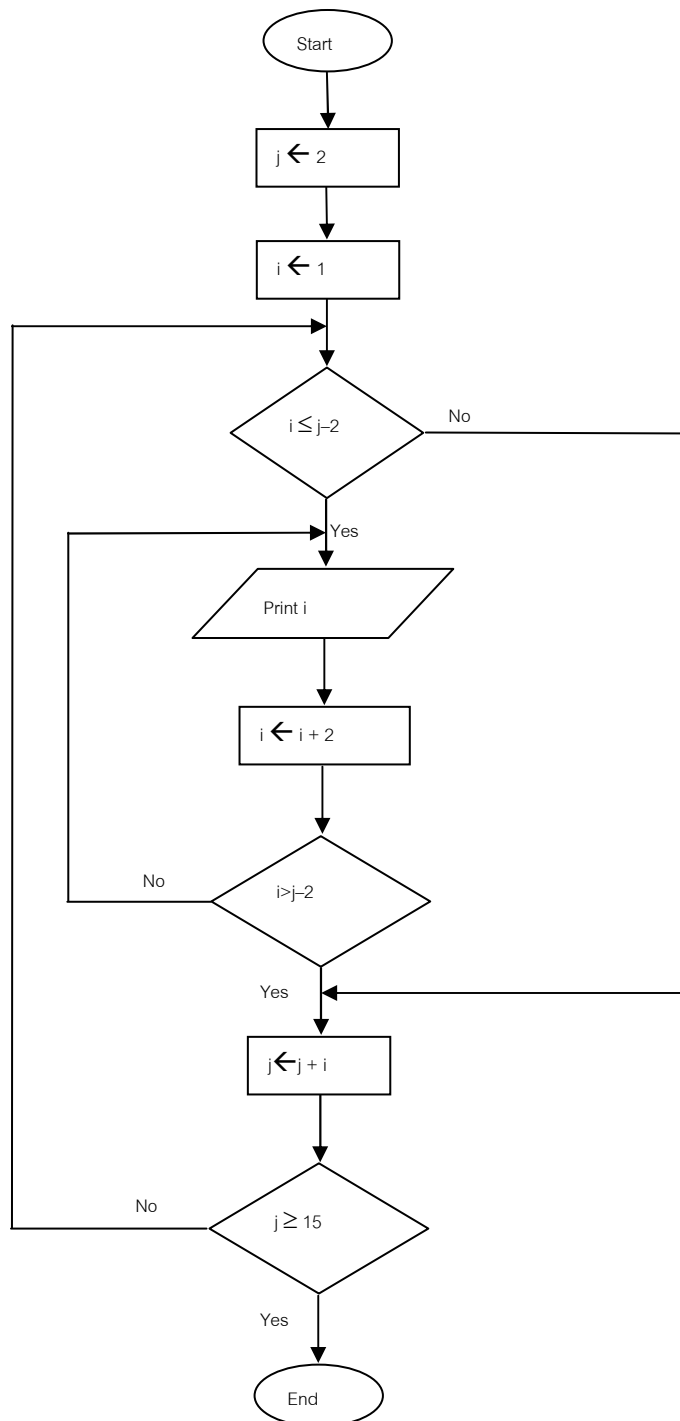 Start
j ← 2
i ← 1
i ≤ j–2
No
Yes
Print i
i ← i + 2
No
i>j–2
Yes
j←j + i
No
j ≥ 15
Yes
End